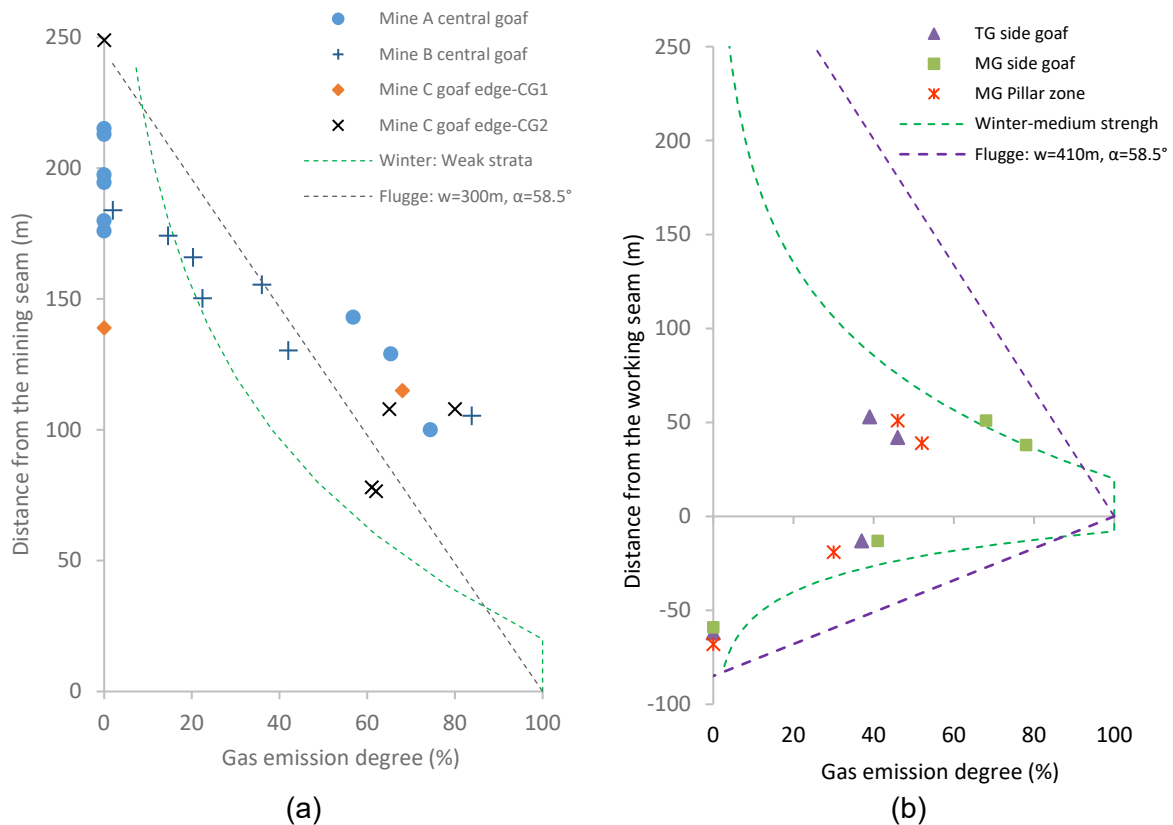 Mine A central goaf
Mine B central goaf
Mine C goaf edge-CG1
Mine C goaf edge-CG2
Winter: Weak strata
Flugge: w=300m, α=58.5°
Distance from the mining seam (m)
250
200
150
100
50
0
0 20 40 60 80 100
Gas emission degree (%)
(a)
TG side goaf
MG side goaf
MG Pillar zone
Winter-medium strengh
Flugge: w=410m, α=58.5°
Distance from the working seam (m)
250
200
150
100
50
0
-50
-100
0 20 40 60 80 100
Gas emission degree (%)
(b)